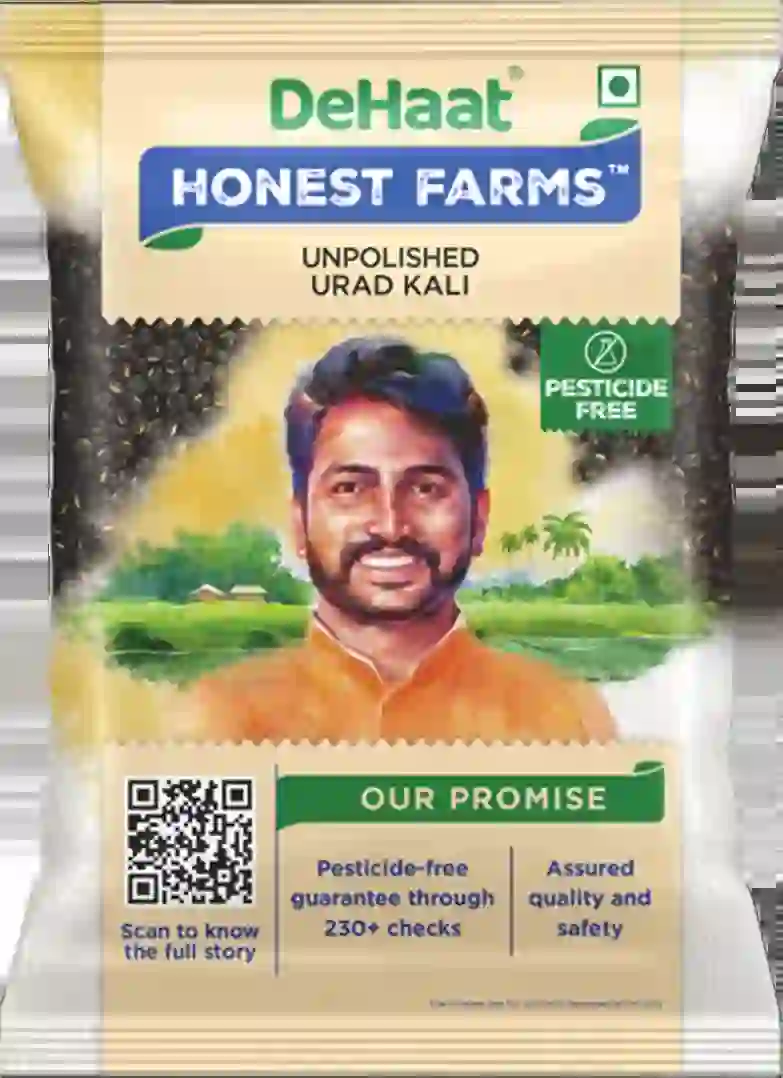 DeHaat®
HONEST FARMS™
UNPOLISHED
URAD KALI
PESTICIDE
FREE
OUR PROMISE
Pesticide-free
guarantee through
230+ checks
Assured
quality and
safety
Scan to know
the full story